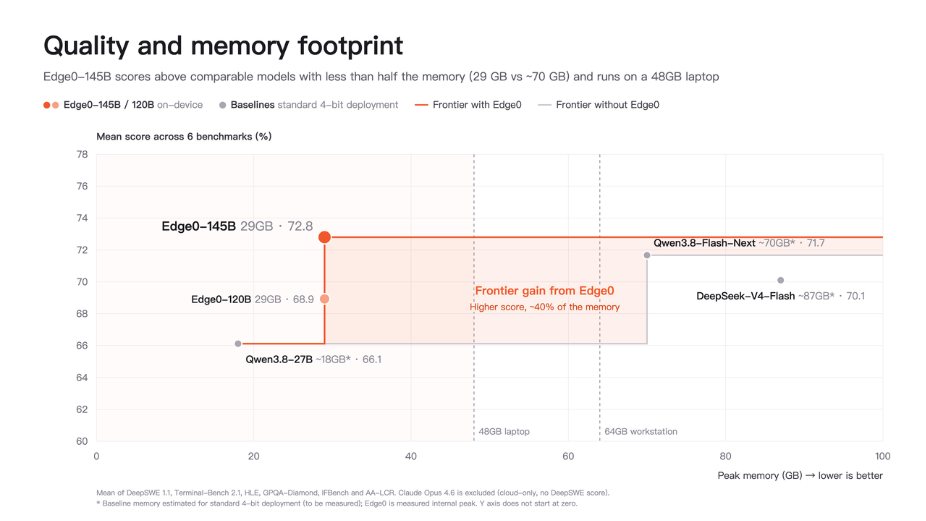 Quality and memory footprint
Edge0–145B scores above comparable models with less than half the memory (29 GB vs ~70 GB) and runs on a 48GB laptop
Edge0–145B / 120B on–device
Baselines standard 4–bit deployment
Frontier with Edge0
Frontier without Edge0
Mean score across 6 benchmarks (%)
78
76
74
72
70
68
66
64
62
60
Edge0–145B 29GB · 72.8
Qwen3.8–Flash–Next ~70GB* · 71.7
Edge0–120B 29GB · 68.9
Frontier gain from Edge0
Higher score, ~40% of the memory
DeepSeek–V4–Flash ~87GB* · 70.1
Qwen3.8–27B ~18GB* · 66.1
48GB laptop
64GB workstation
0
20
40
60
80
100
Peak memory (GB) → lower is better
Mean of DeepSWE 1.1, Terminal–Bench 2.1, HLE, GPQA–Diamond, IFBench and AA–LCR. Claude Opus 4.6 is excluded (cloud–only, no DeepSWE score).
* Baseline memory estimated for standard 4–bit deployment (to be measured); Edge0 is measured internal peak. Y axis does not start at zero.